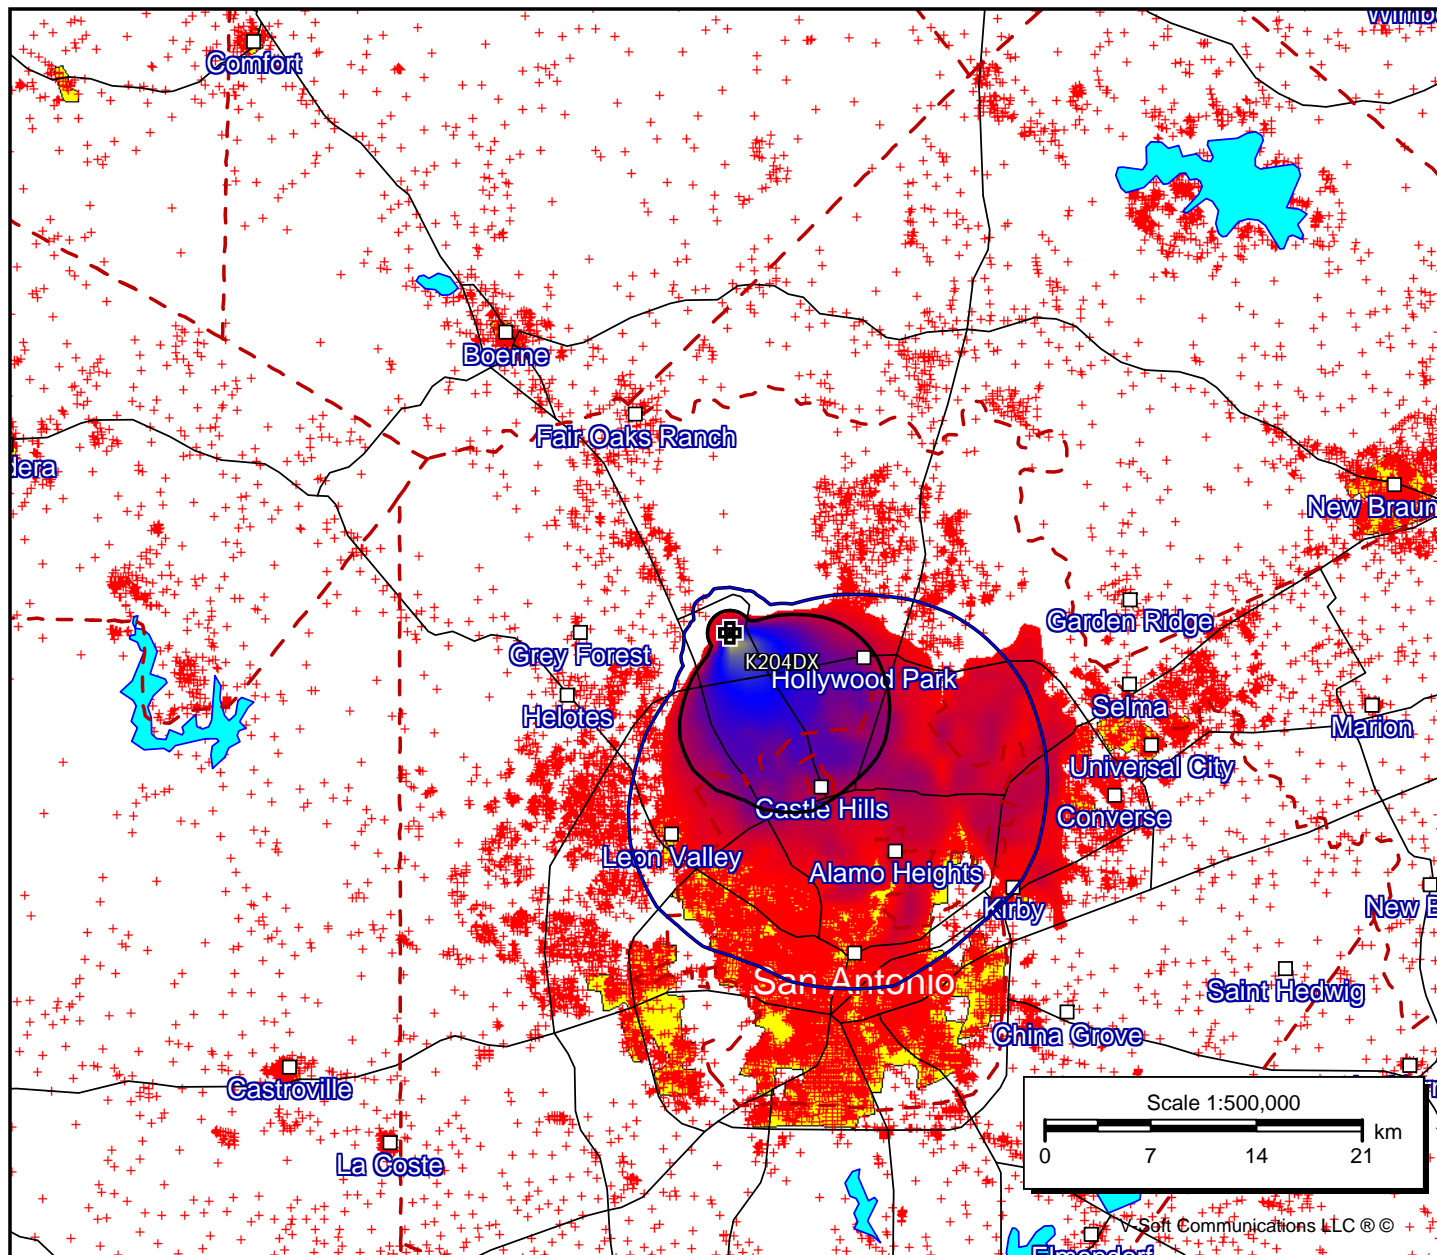 Comfort
Boerne
Fair Oaks Ranch
New Braun
Garden Ridge
Grey Forest
K204DX
Hollywood Park
Helotes
Selma
Marion
Universal City
Castle Hills
Converse
Leon Valley
Alamo Heights
Kirby
San Antonio
Saint Hedwig
China Grove
Castroville
La Coste
Scale 1:500,000
km
0 7 14 21
V-Soft Communications LLC ® ©
Elmendorf